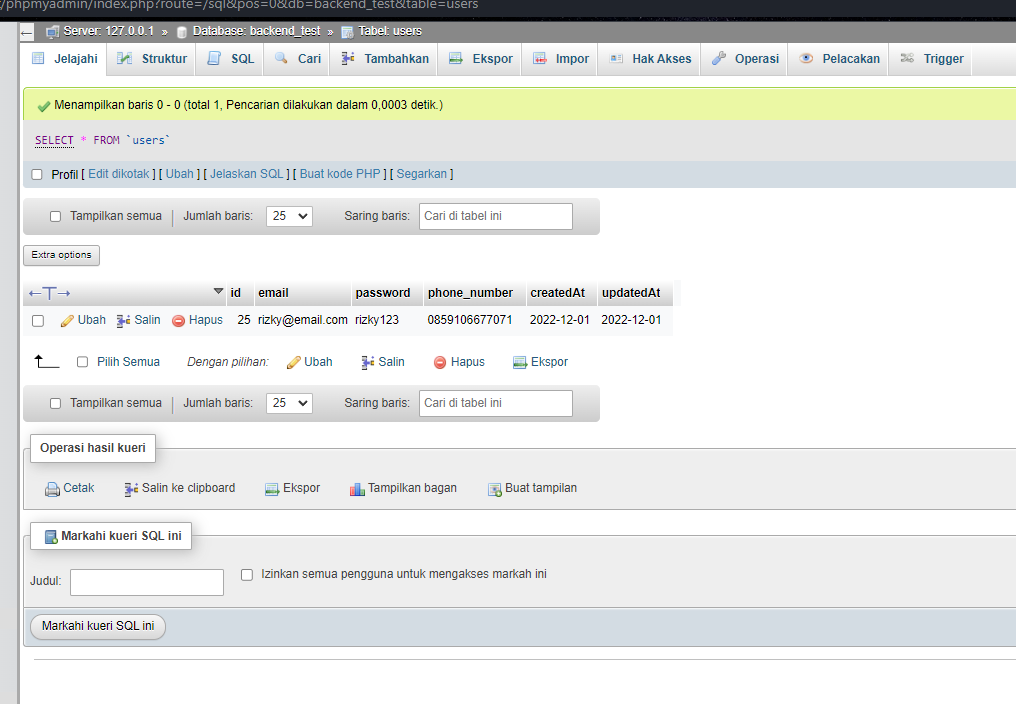 /phpmyadmin/index.php?route=/sql&pos=0&db=backend_test&table=users
Server: 127.0.0.1 » Database: backend_test » Tabel: users
Jelajahi Struktur SQL Cari Tambahkan Ekspor Impor Hak Akses Operasi Pelacakan Trigger
Menampilkan baris 0 - 0 (total 1, Pencarian dilakukan dalam 0,0003 detik.)
SELECT * FROM `users`
Profil [ Edit dikotak ] [ Ubah ] [ Jelaskan SQL ] [ Buat kode PHP ] [ Segarkan ]
Tampilkan semua | Jumlah baris: 25 Saring baris: Cari di tabel ini
Extra options
←T→ id email password phone_number createdAt updatedAt
Ubah Salin Hapus 25 rizky@email.com rizky123 0859106677071 2022-12-01 2022-12-01
Pilih Semua Dengan pilihan: Ubah Salin Hapus Ekspor
Tampilkan semua | Jumlah baris: 25 Saring baris: Cari di tabel ini
Operasi hasil kueri
Cetak Salin ke clipboard Ekspor Tampilkan bagan Buat tampilan
Markahi kueri SQL ini
Judul: Izinkan semua pengguna untuk mengakses markah ini
Markahi kueri SQL ini